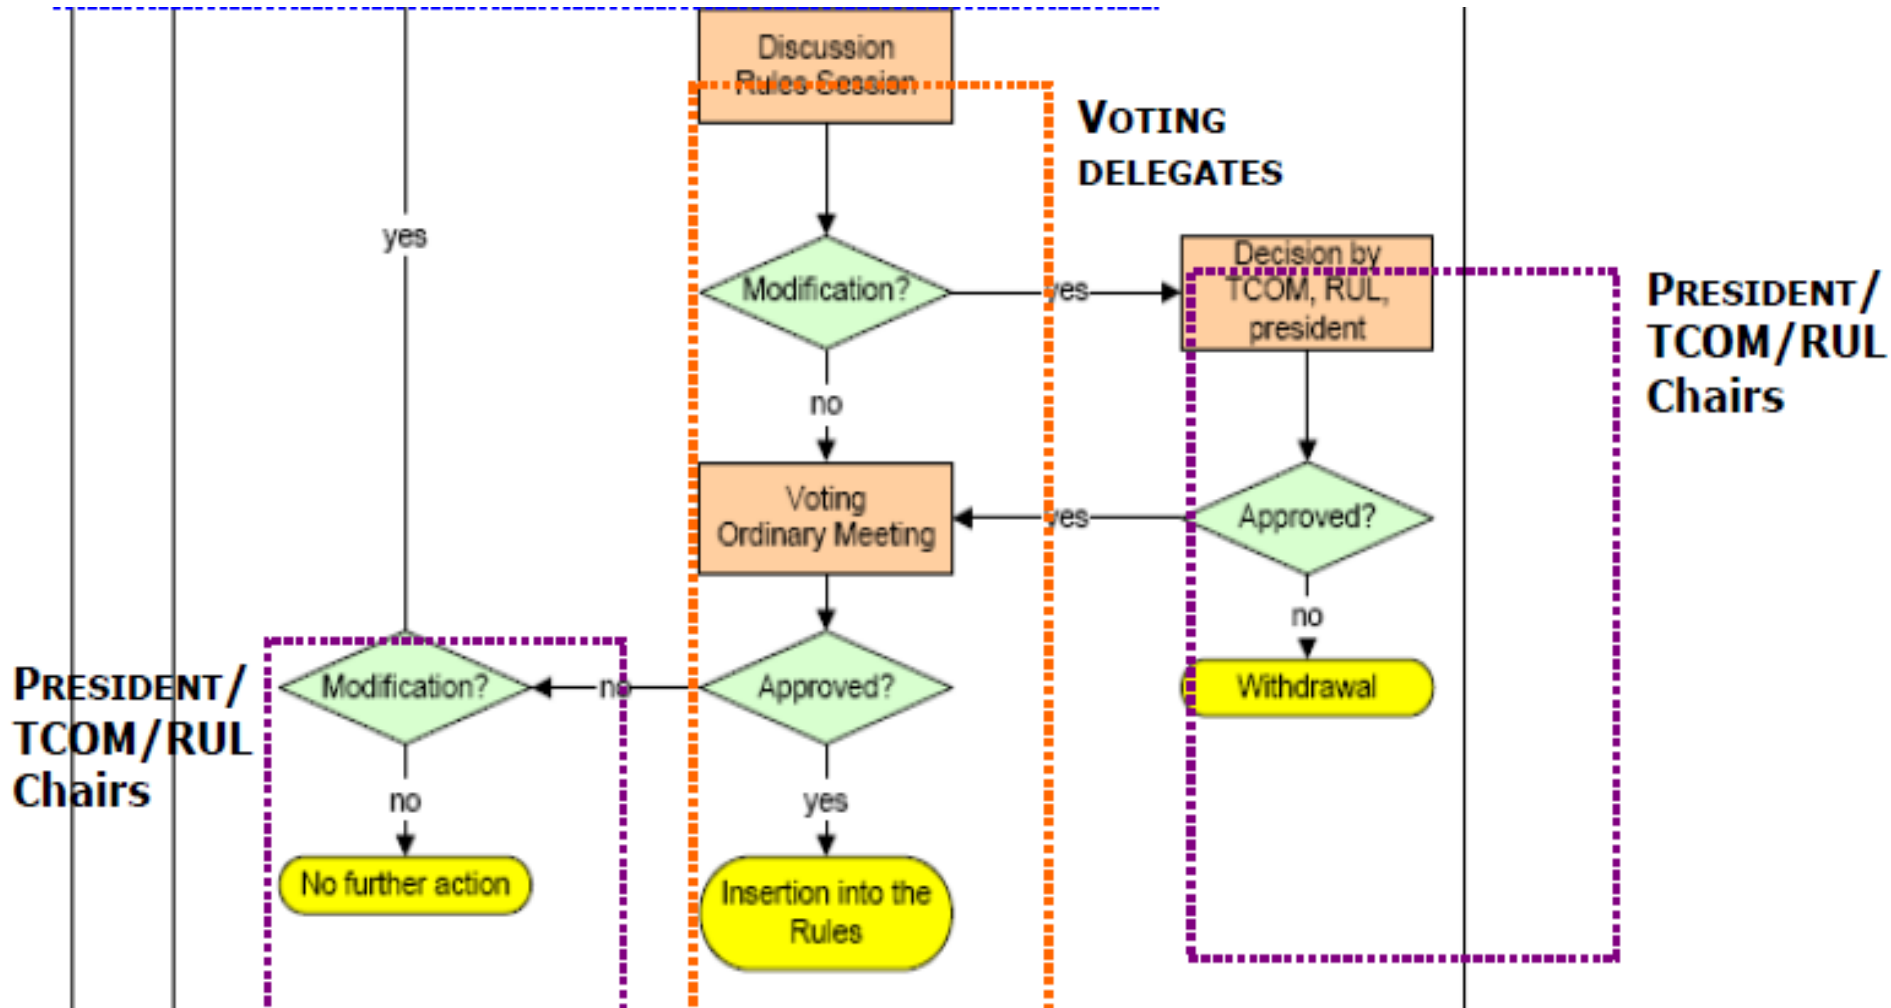 Discussion
Rules Session
VOTING
DELEGATES
yes
Modification?
yes
Decision by
TCOM, RUL,
president
PRESIDENT/
TCOM/RUL
Chairs
no
Voting
Ordinary Meeting
yes
Approved?
no
PRESIDENT/
TCOM/RUL
Chairs
Modification?
no
Approved?
Withdrawal
no
yes
No further action
Insertion into the
Rules